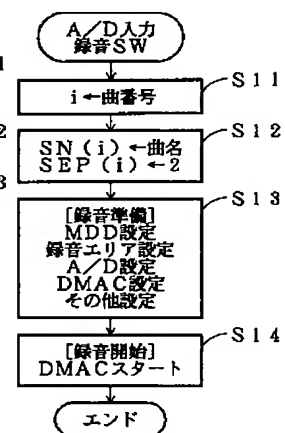 A/D入力
録音SW
1
i←曲番号
S11
2
SN(i)←曲名
SEP(i)←2
S12
3
[録音準備]
MDD設定
録音エリア設定
A/D設定
DMAC設定
その他設定
S13
[録音開始]
DMACスタート
S14
エンド